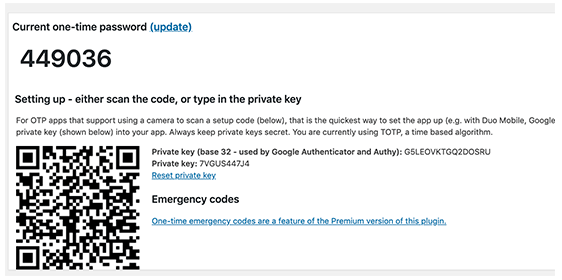 Current one-time password (update)
449036
Setting up - either scan the code, or type in the private key
For OTP apps that support using a camera to scan a setup code (below), that is the quickest way to set the app up (e.g. with Duo Mobile, Google
private key (shown below) into your app. Always keep private keys secret. You are currently using TOTP, a time based algorithm.
Private key (base 32 - used by Google Authenticator and Authy): G5LEOVKTGQ2DOSRU
Private key: 7VGUS447J4
Reset private key
Emergency codes
One-time emergency codes are a feature of the Premium version of this plugin.